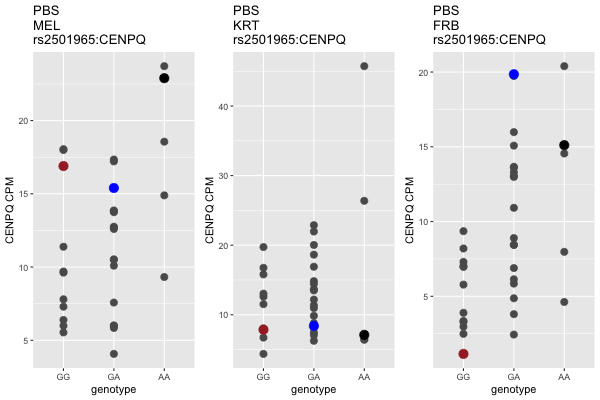 PBS
MEL
rs2501965:CENPQ
20
15
10
5
CENPQ CPM
GG GA AA
genotype
PBS
KRT
rs2501965:CENPQ
40
30
20
10
CENPQ CPM
GG GA AA
genotype
PBS
FRB
rs2501965:CENPQ
20
15
10
5
CENPQ CPM
GG GA AA
genotype